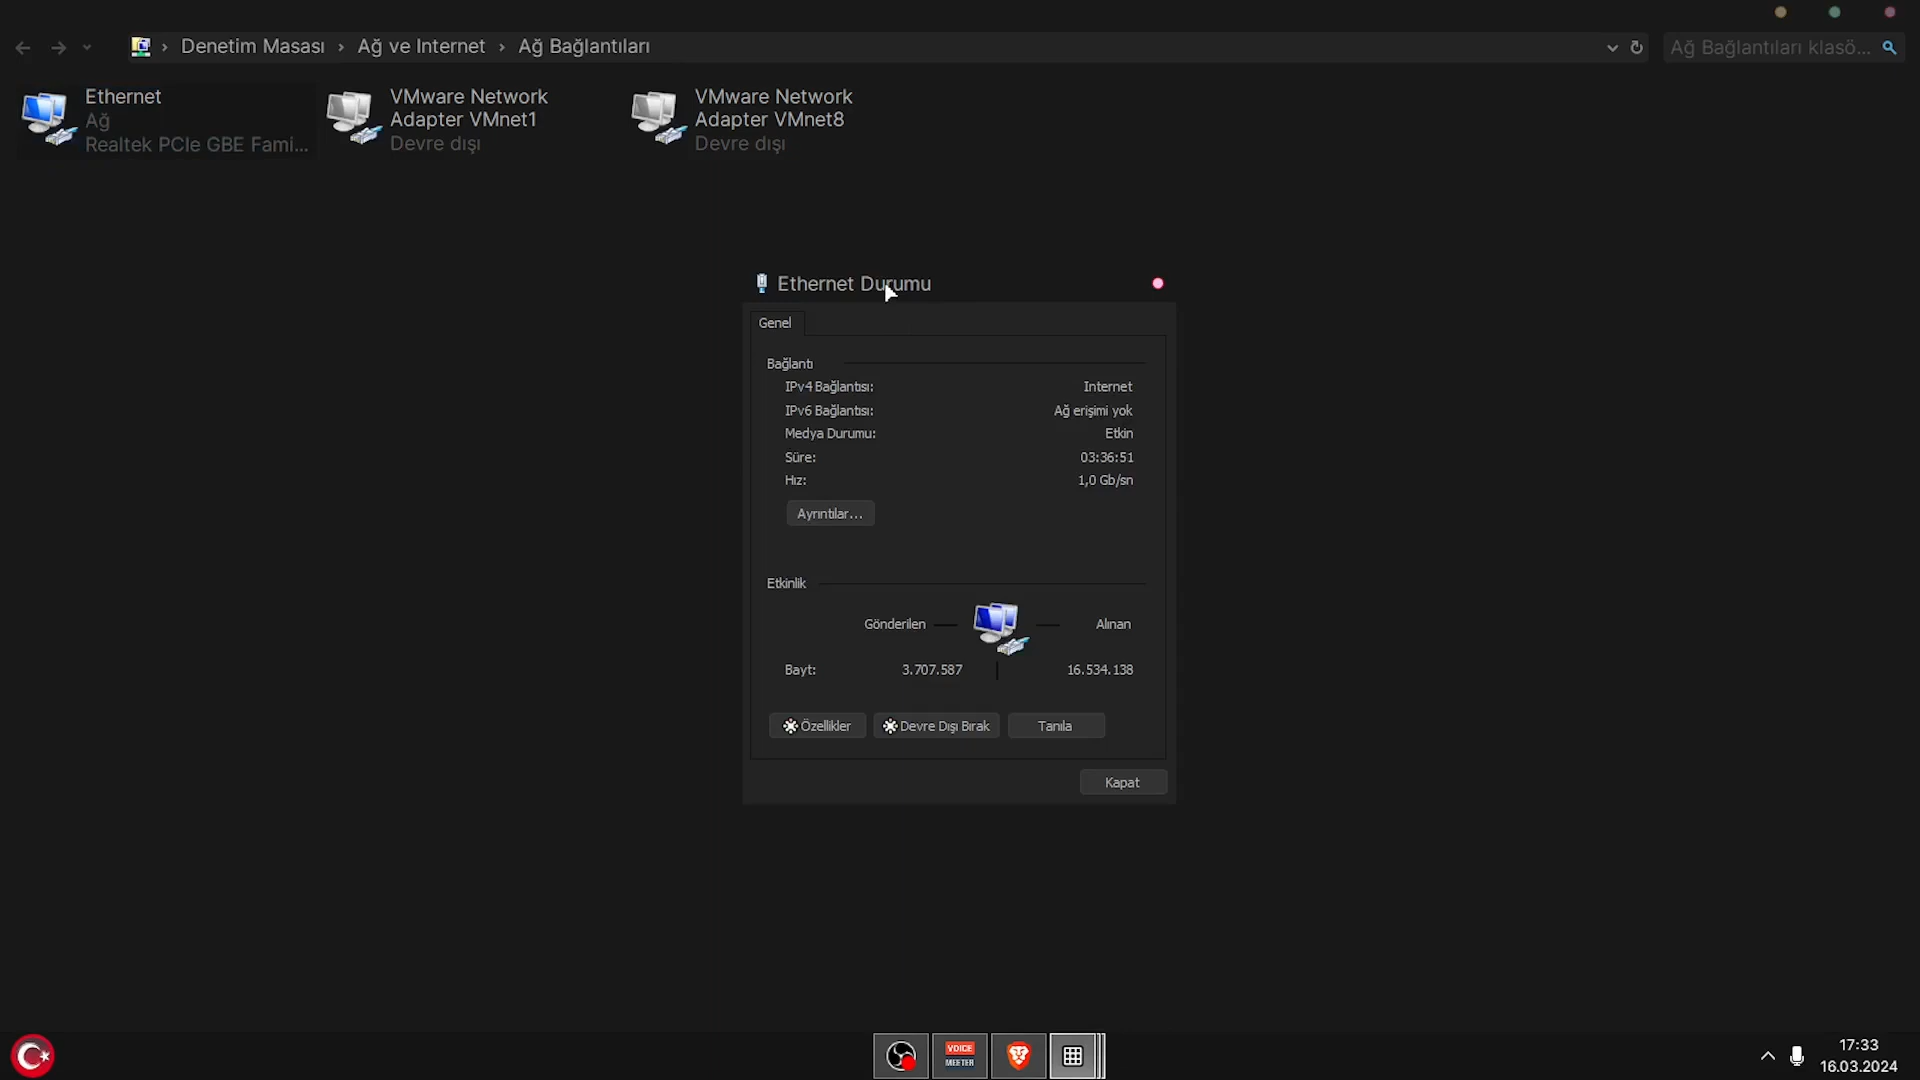 Denetim Masası › Ağ ve Internet › Ağ Bağlantıları
Ağ Bağlantıları klasö...
Ethernet
Ağ
Realtek PCIe GBE Fami...
VMware Network
Adapter VMnet1
Devre dışı
VMware Network
Adapter VMnet8
Devre dışı
Ethernet Durumu
Genel
Bağlantı
IPv4 Bağlantısı: Internet
IPv6 Bağlantısı: Ağ erişimi yok
Medya Durumu: Etkin
Süre: 03:36:51
Hız: 1,0 Gb/sn
Ayrıntılar...
Etkinlik
Gönderilen Alınan
Bayt: 3.707.587 16.534.138
Özellikler Devre Dışı Bırak Tanıla
Kapat
VOICE
MEETER
17:33
16.03.2024